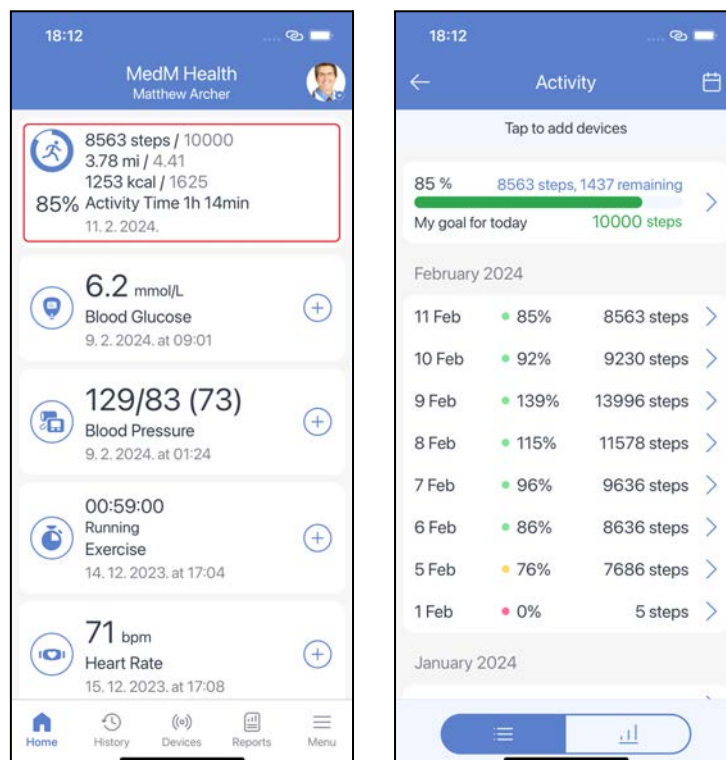 18:12
MedM Health
Matthew Archer
8563 steps / 10000
3.78 mi / 4.41
1253 kcal / 1625
85% Activity Time 1h 14min
11. 2. 2024.
6.2 mmol/L
Blood Glucose
9. 2. 2024. at 09:01
129/83 (73)
Blood Pressure
9. 2. 2024. at 01:24
00:59:00
Running
Exercise
14. 12. 2023. at 17:04
71 bpm
Heart Rate
15. 12. 2023. at 17:08
Home History Devices Reports Menu
18:12
Activity
Tap to add devices
85 % 8563 steps, 1437 remaining
My goal for today 10000 steps
February 2024
11 Feb 85% 8563 steps
10 Feb 92% 9230 steps
9 Feb 139% 13996 steps
8 Feb 115% 11578 steps
7 Feb 96% 9636 steps
6 Feb 86% 8636 steps
5 Feb 76% 7686 steps
1 Feb 0% 5 steps
January 2024